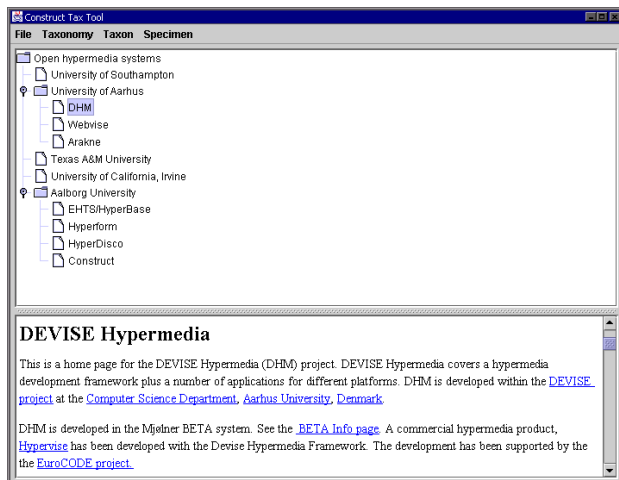 Construct Tax Tool
File Taxonomy Taxon Specimen
Open hypermedia systems
University of Southampton
University of Aarhus
DHM
Webvise
Arakne
Texas A&M University
University of California, Irvine
Aalborg University
EHTS/HyperBase
Hyperform
HyperDisco
Construct
DEVISE Hypermedia
This is a home page for the DEVISE Hypermedia (DHM) project. DEVISE Hypermedia covers a hypermedia
development framework plus a number of applications for different platforms. DHM is developed within the DEVISE
project at the Computer Science Department, Aarhus University, Denmark.
DHM is developed in the Mjølner BETA system. See the BETA Info page. A commercial hypermedia product,
Hypervise has been developed with the Devise Hypermedia Framework. The development has been supported by the
the EuroCODE project.